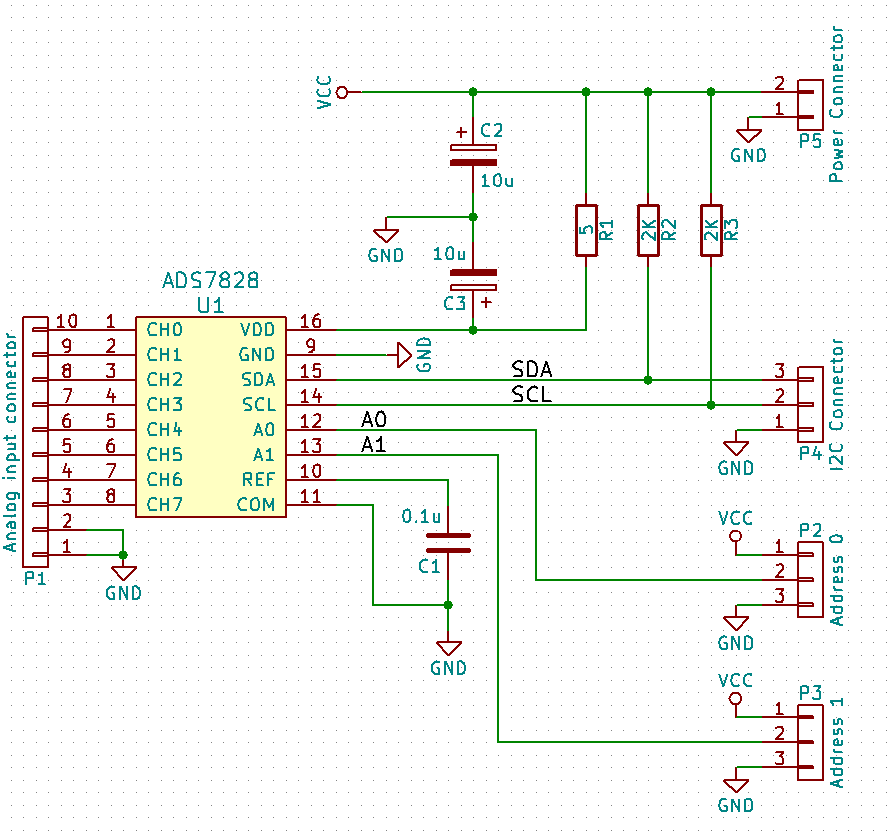 VCC
2
1
P5
Power Connector
GND
+
C2
10u
GND
10u
C3
+
5
R1
2K
R2
2K
R3
ADS7828
U1
Analog input connector
P1
10 1 CH0 VDD 16
9 2 CH1 GND 9 GND
8 3 CH2 SDA 15 SDA 3
7 4 CH3 SCL 14 SCL 2
6 5 CH4 A0 12 A0 1
5 6 CH5 A1 13 A1
4 7 CH6 REF 10
3 8 CH7 COM 11
2
1
GND
GND
P4
I2C Connector
0.1u
C1
GND
VCC
P2
1
2
3
Address 0
GND
VCC
P3
1
2
3
Address 1
GND